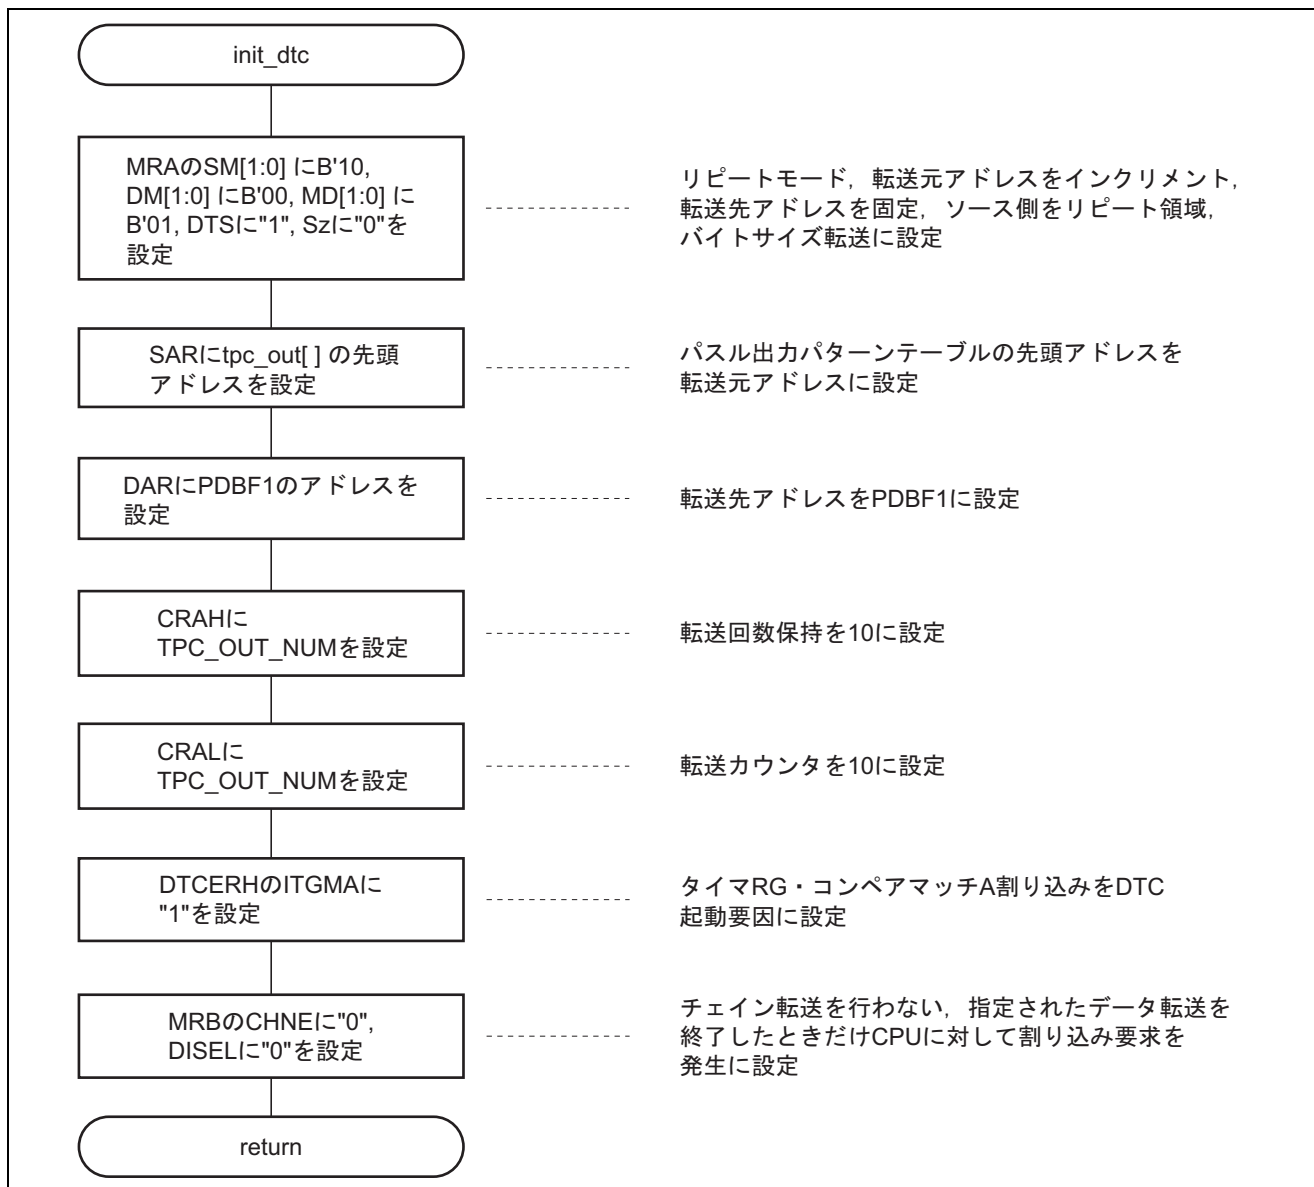 init_dtc
MRAのSM[1:0] にB'10,
DM[1:0] にB'00, MD[1:0] に
B'01, DTSに"1", Szに"0"を
設定
リピートモード，転送元アドレスをインクリメント，
転送先アドレスを固定，ソース側をリピート領域，
バイトサイズ転送に設定
SARにtpc_out[ ] の先頭
アドレスを設定
パスル出力パターンテーブルの先頭アドレスを
転送元アドレスに設定
DARにPDBF1のアドレスを
設定
転送先アドレスをPDBF1に設定
CRAHに
TPC_OUT_NUMを設定
転送回数保持を10に設定
CRALに
TPC_OUT_NUMを設定
転送カウンタを10に設定
DTCERHのITGMAに
"1"を設定
タイマRG・コンペアマッチA割り込みをDTC
起動要因に設定
MRBのCHNEに"0",
DISELに"0"を設定
チェイン転送を行わない，指定されたデータ転送を
終了したときだけCPUに対して割り込み要求を
発生に設定
return